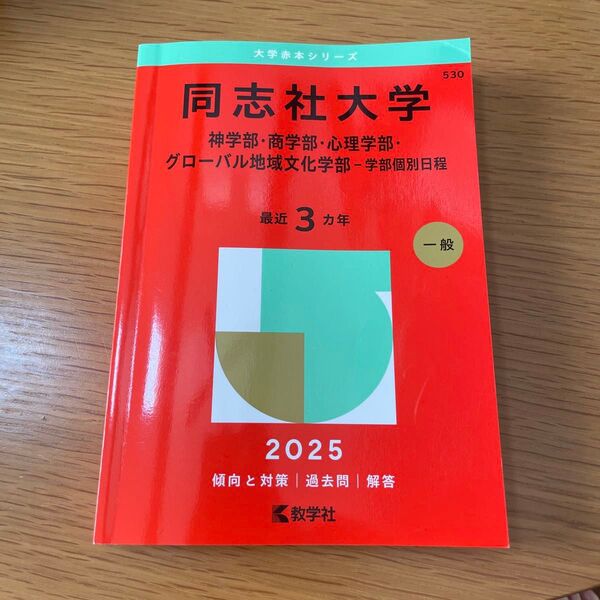 大学赤本シリーズ
530
同志社大学
神学部・商学部・心理学部・
グローバル地域文化学部－学部個別日程
最近3カ年
一般
2025
傾向と対策｜過去問｜解答
教学社